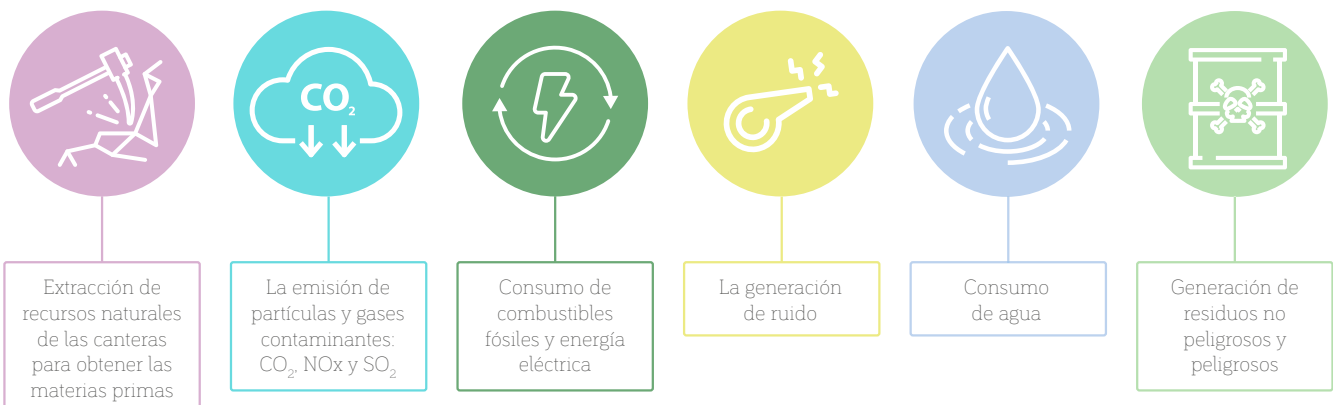 CO₂
Extracción de
recursos naturales
de las canteras
para obtener las
materias primas
La emisión de
partículas y gases
contaminantes:
CO₂, NOx y SO₂
Consumo de
combustibles
fósiles y energía
eléctrica
La generación
de ruido
Consumo
de agua
Generación de
residuos no
peligrosos y
peligrosos